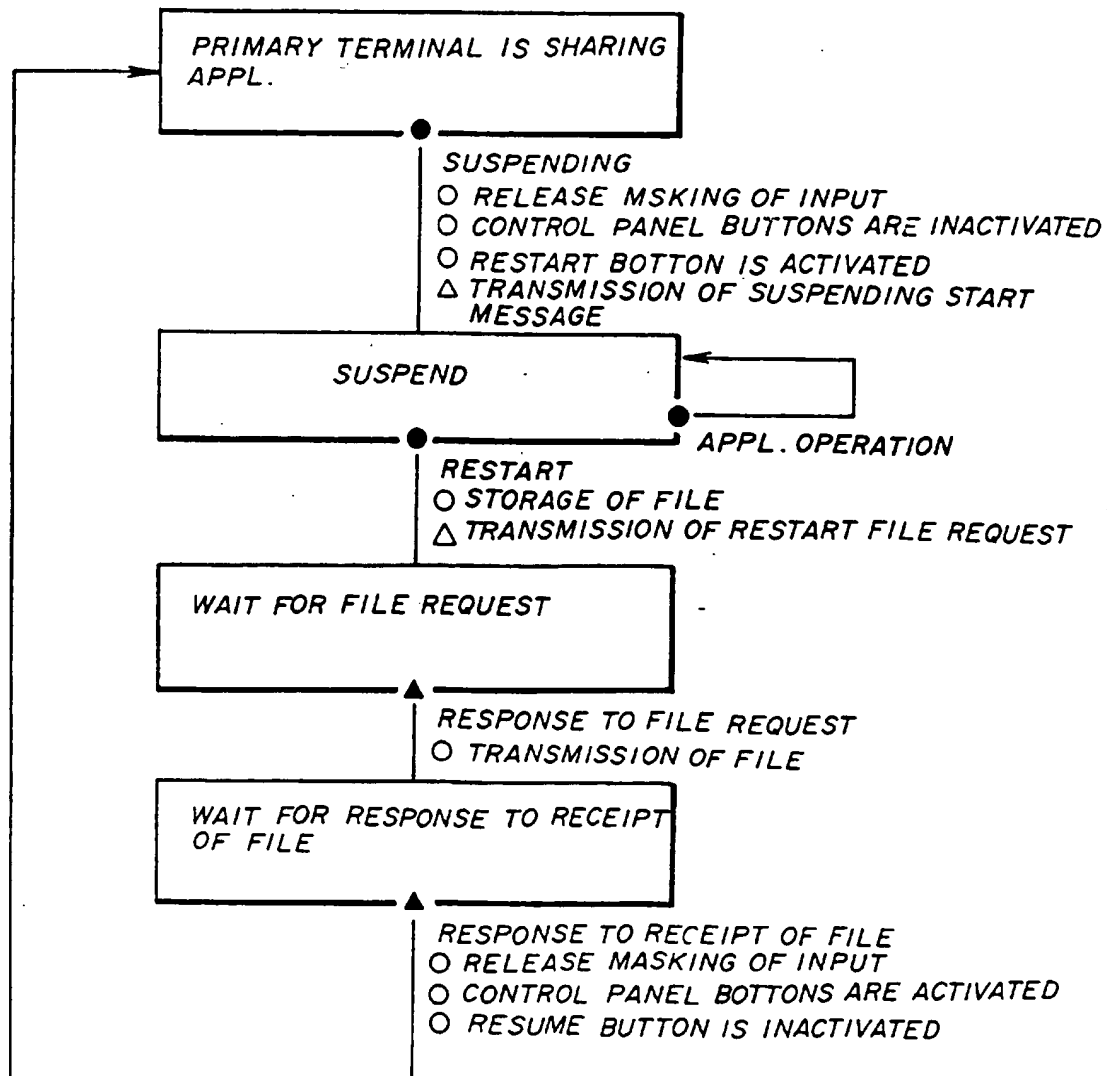 PRIMARY TERMINAL IS SHARING
APPL.
SUSPENDING
○ RELEASE MSKING OF INPUT
○ CONTROL PANEL BUTTONS ARE INACTIVATED
○ RESTART BOTTON IS ACTIVATED
△ TRANSMISSION OF SUSPENDING START
MESSAGE
SUSPEND
APPL. OPERATION
RESTART
○ STORAGE OF FILE
△ TRANSMISSION OF RESTART FILE REQUEST
WAIT FOR FILE REQUEST
RESPONSE TO FILE REQUEST
○ TRANSMISSION OF FILE
WAIT FOR RESPONSE TO RECEIPT
OF FILE
RESPONSE TO RECEIPT OF FILE
○ RELEASE MASKING OF INPUT
○ CONTROL PANEL BOTTONS ARE ACTIVATED
○ RESUME BUTTON IS INACTIVATED